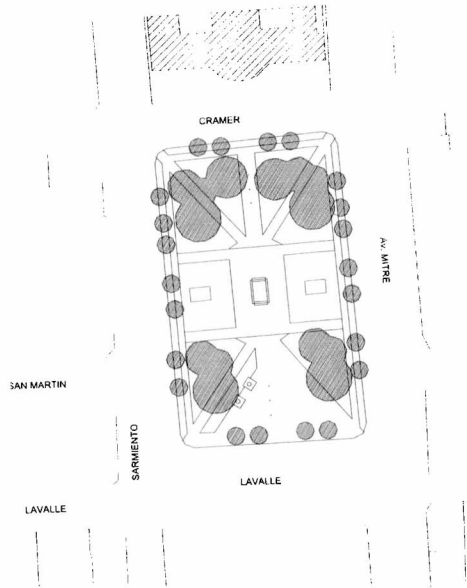 CRAMER
Av. MITRE
SAN MARTIN
SARMIENTO
LAVALLE
LAVALLE